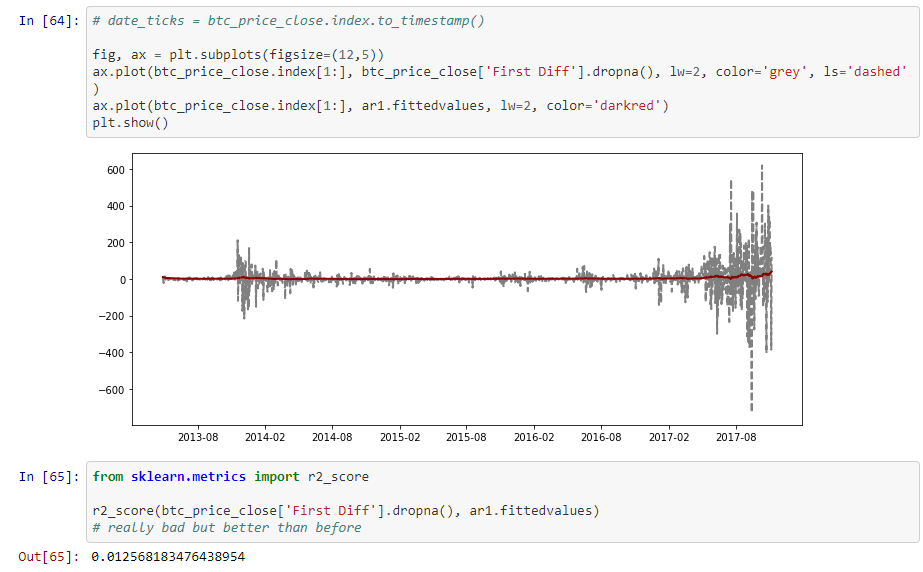 In [64]: # date_ticks = btc_price_close.index.to_timestamp()
fig, ax = plt.subplots(figsize=(12,5))
ax.plot(btc_price_close.index[1:], btc_price_close['First Diff'].dropna(), lw=2, color='grey', ls='dashed'
)
ax.plot(btc_price_close.index[1:], ar1.fittedvalues, lw=2, color='darkred')
plt.show()
600
400
200
0
−200
−400
−600
2013-08 2014-02 2014-08 2015-02 2015-08 2016-02 2016-08 2017-02 2017-08
In [65]: from sklearn.metrics import r2_score
r2_score(btc_price_close['First Diff'].dropna(), ar1.fittedvalues)
# really bad but better than before
Out[65]: 0.012568183476438954